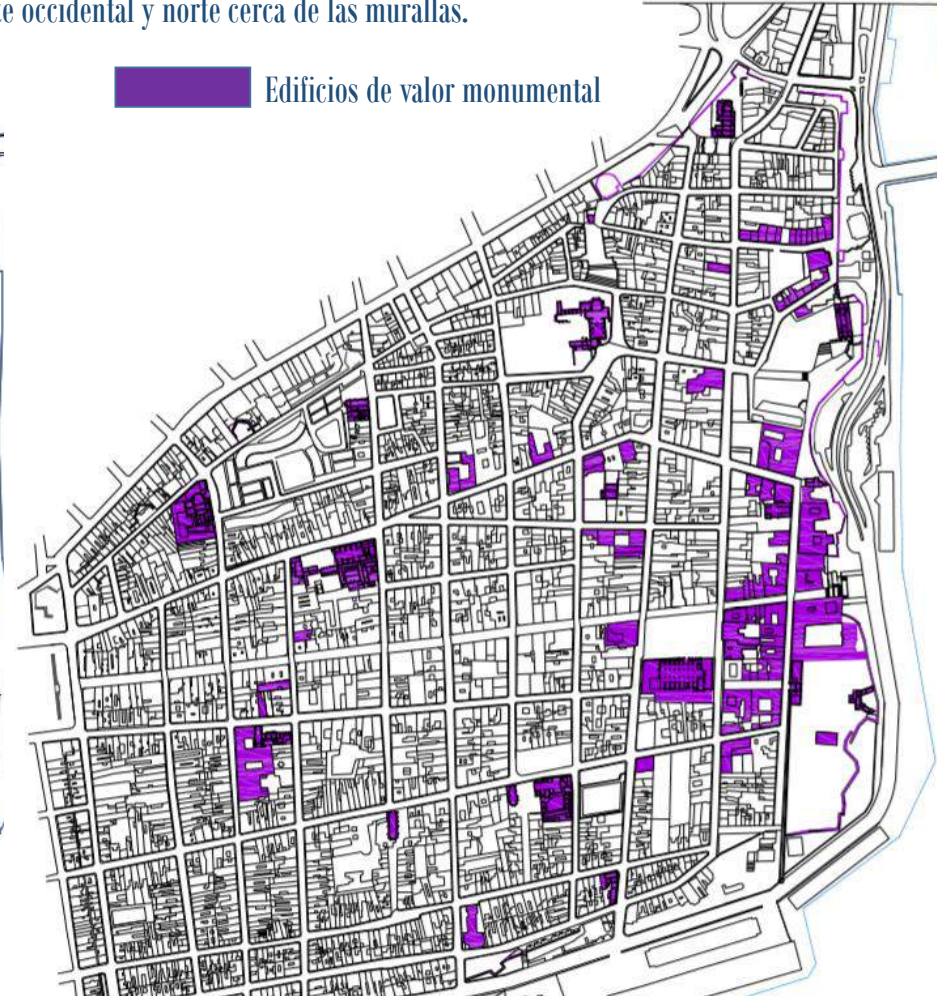 te occidental y norte cerca de las murallas.
Edificios de valor monumental